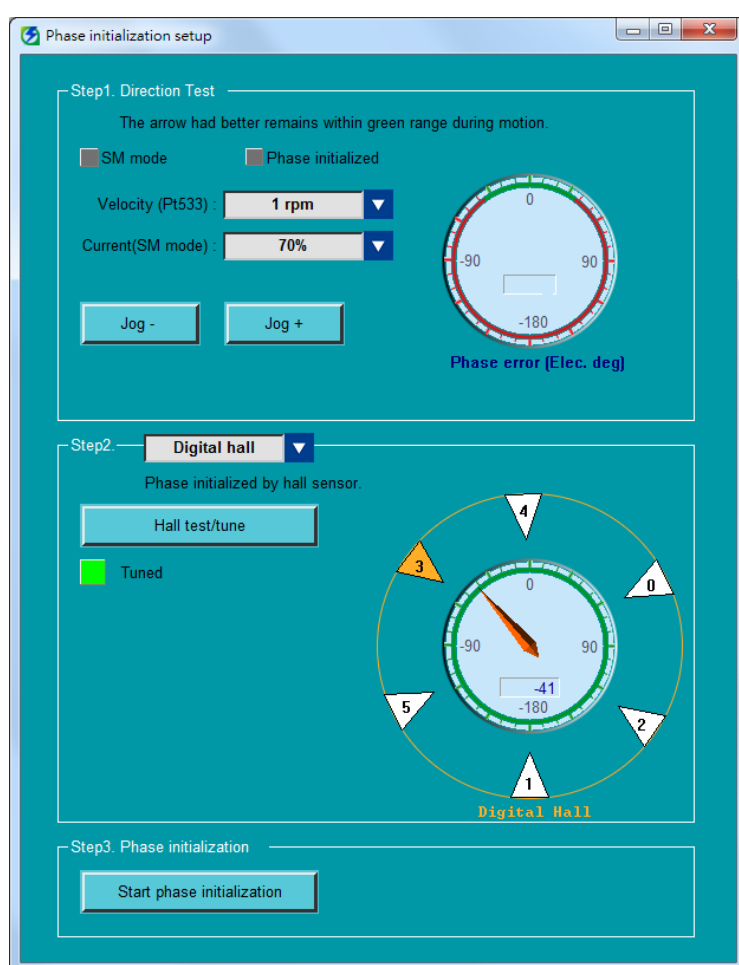 Phase initialization setup
Step1. Direction Test
The arrow had better remains within green range during motion.
SM mode
Phase initialized
Velocity (Pt533) :
1 rpm
Current(SM mode) :
70%
Jog -
Jog +
0
-90
90
-180
Phase error (Elec. deg)
Step2.
Digital hall
Phase initialized by hall sensor.
Hall test/tune
Tuned
4
3
0
0
-90
90
-41
-180
5
2
1
Digital Hall
Step3. Phase initialization
Start phase initialization